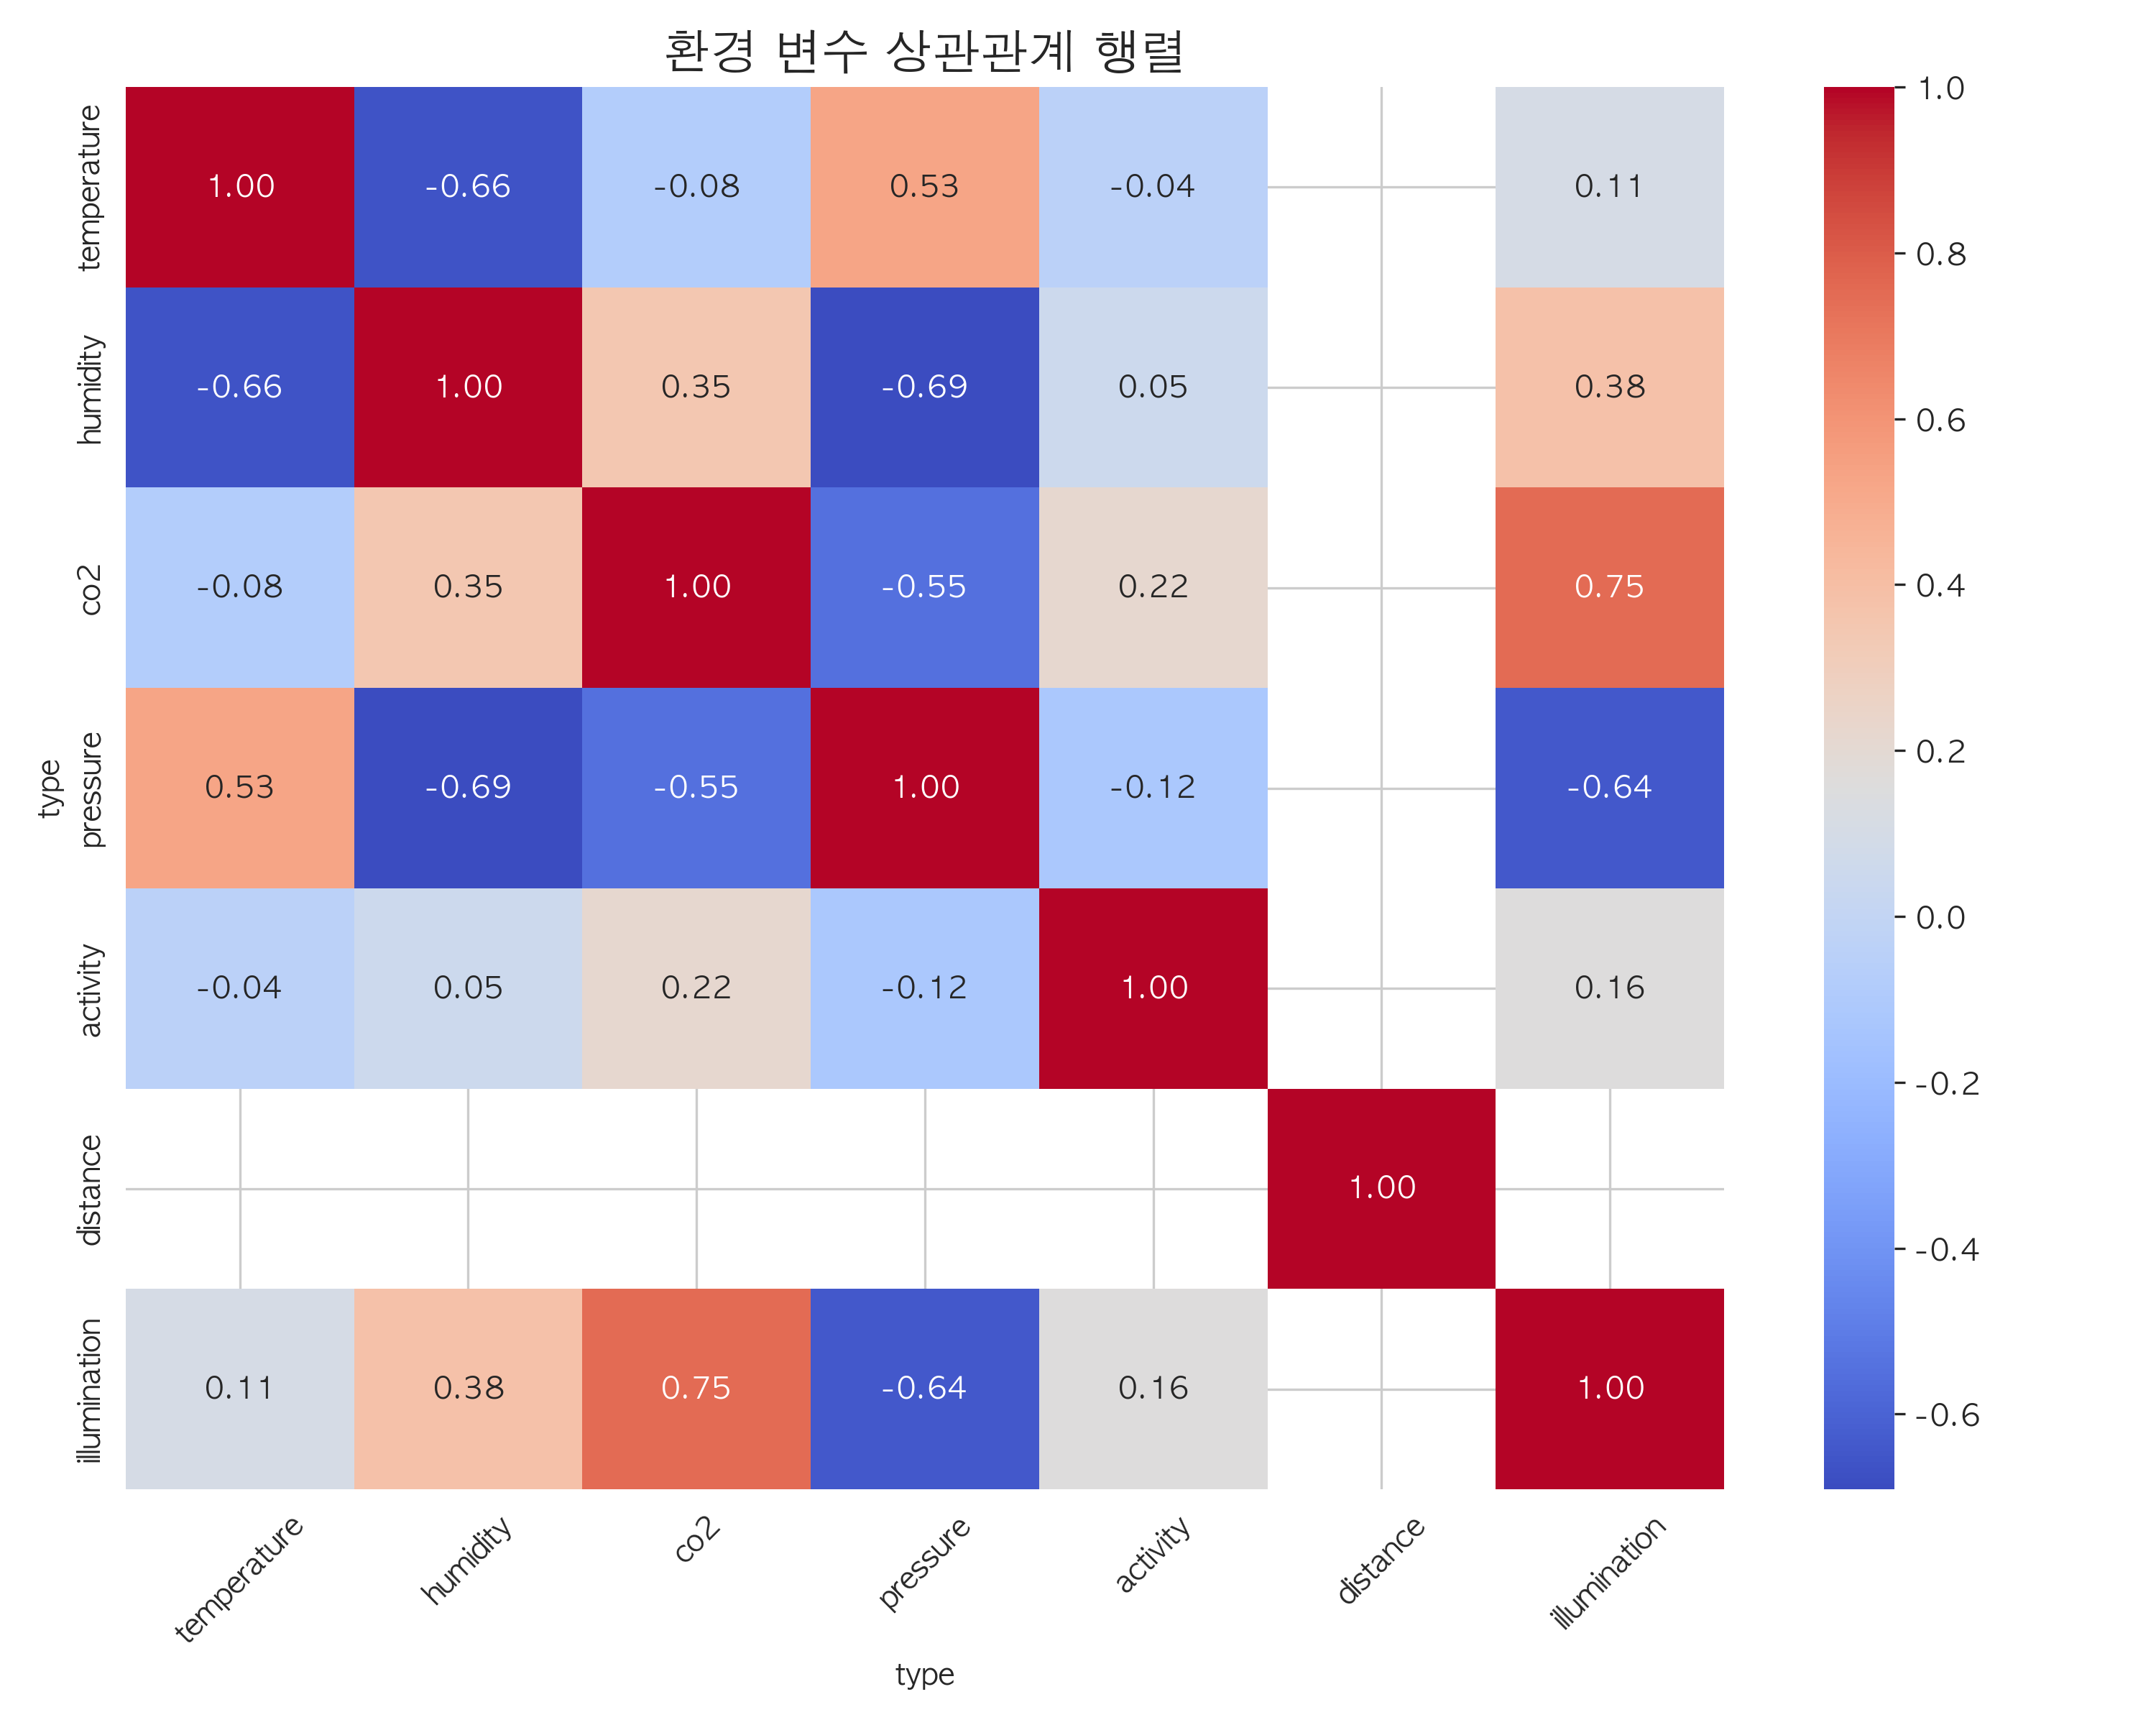 환경 변수 상관관계 행렬
type
temperature 1.00 -0.66 -0.08 0.53 -0.04 0.11
humidity -0.66 1.00 0.35 -0.69 0.05 0.38
co2 -0.08 0.35 1.00 -0.55 0.22 0.75
pressure 0.53 -0.69 -0.55 1.00 -0.12 -0.64
activity -0.04 0.05 0.22 -0.12 1.00 0.16
distance 1.00
illumination 0.11 0.38 0.75 -0.64 0.16 1.00
temperature humidity co2 pressure activity distance illumination
type
1.0
0.8
0.6
0.4
0.2
0.0
-0.2
-0.4
-0.6